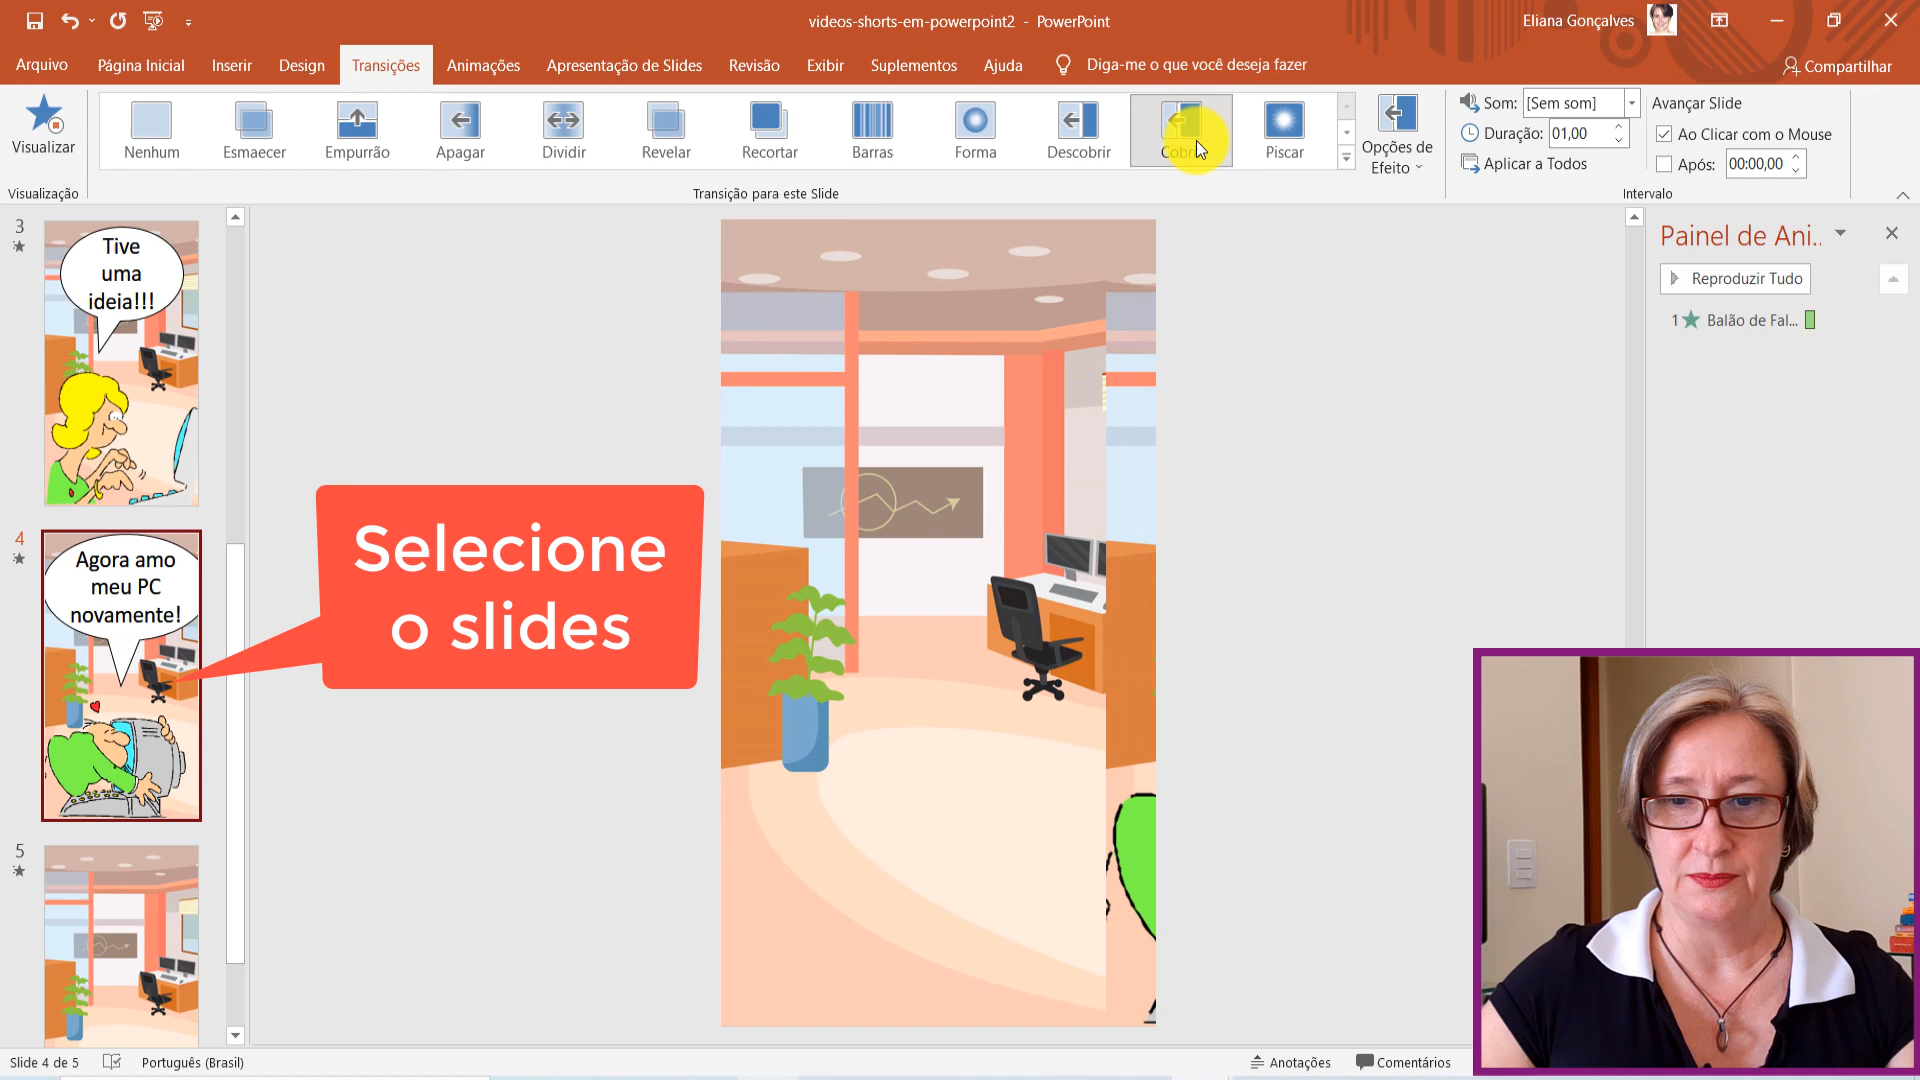 videos-shorts-em-powerpoint2 - PowerPoint
Eliana Gonçalves
Arquivo
Página Inicial
Inserir
Design
Transições
Animações
Apresentação de Slides
Revisão
Exibir
Suplementos
Ajuda
Diga-me o que você deseja fazer
Compartilhar
Visualizar
Nenhum
Esmaecer
Empurrão
Apagar
Dividir
Revelar
Recortar
Barras
Forma
Descobrir
Piscar
Opções de
Efeito
Som: [Sem som]
Duração: 01,00
Aplicar a Todos
Avançar Slide
Ao Clicar com o Mouse
Após: 00:00,00
Visualização
Transição para este Slide
Intervalo
3
Tive
uma
ideia!!!
4
Agora amo
meu PC
novamente!
5
Selecione
o slides
Painel de Ani..
Reproduzir Tudo
1 Balão de Fal...
Slide 4 de 5
Português (Brasil)
Anotações
Comentários